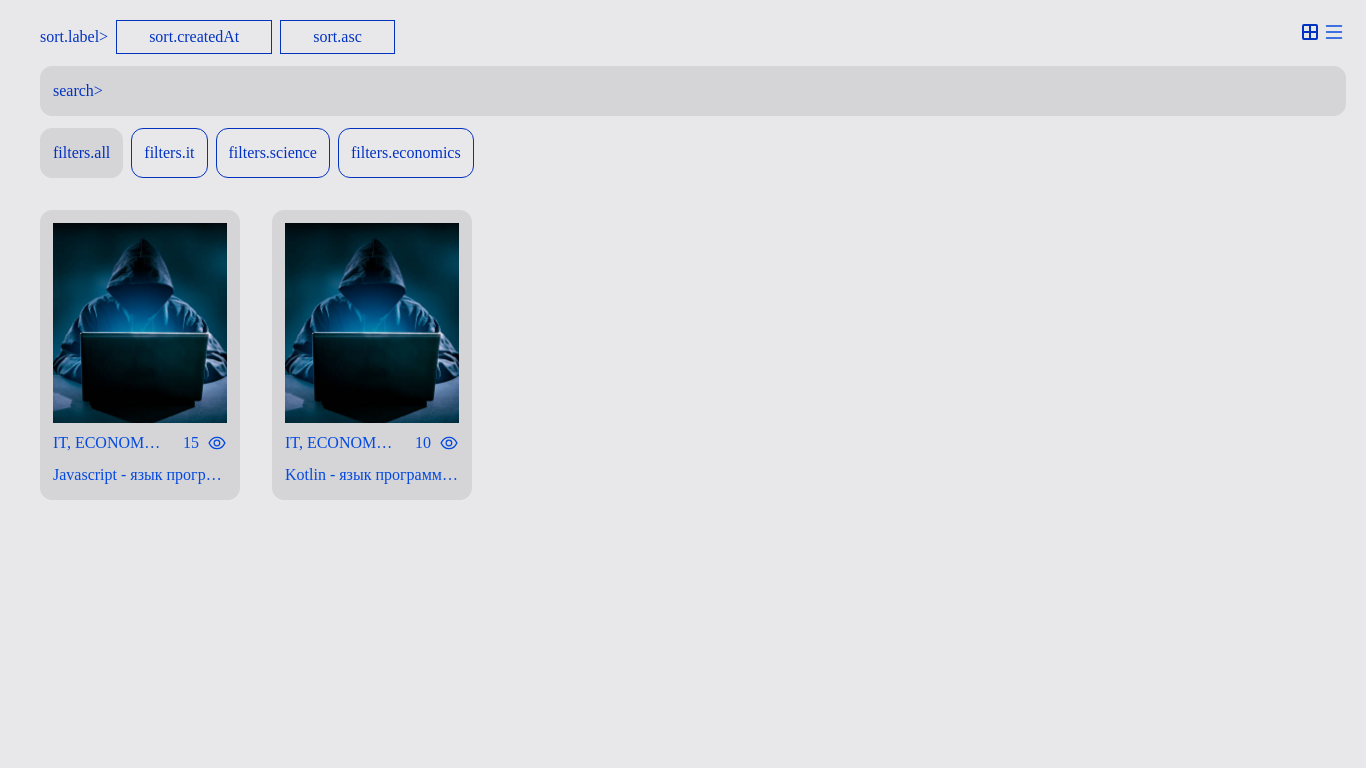 sort.label> sort.createdAt sort.asc
search>
filters.all filters.it filters.science filters.economics
IT, ECONOM… 15
Javascript - язык прогр…
IT, ECONOM… 10
Kotlin - язык программ…